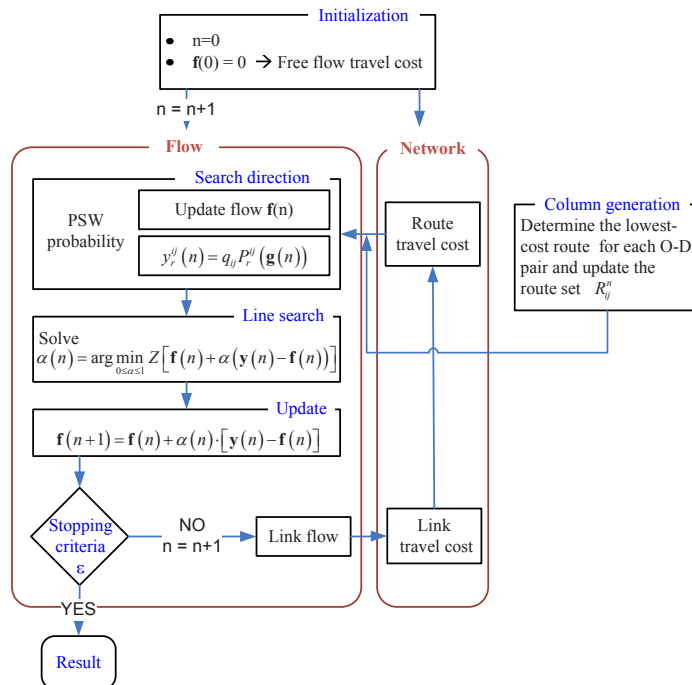 Initialization
• n=0
• f(0) = 0 → Free flow travel cost
n = n+1
Flow
Network
Search direction
PSW
probability
Update flow f(n)
y_r^{ij}(n) = q_{ij}P_r^{ij}(g(n))
Route
travel cost
Column generation
Determine the lowest-
cost route for each O-D
pair and update the
route set R_{ij}^n
Line search
Solve
α(n) = arg min_{0≤α≤1} Z[f(n)+α(y(n)−f(n))]
Update
f(n+1) = f(n)+α(n)·[y(n)−f(n)]
Stopping
criteria
ε
NO
n = n+1
Link flow
Link
travel cost
YES
Result